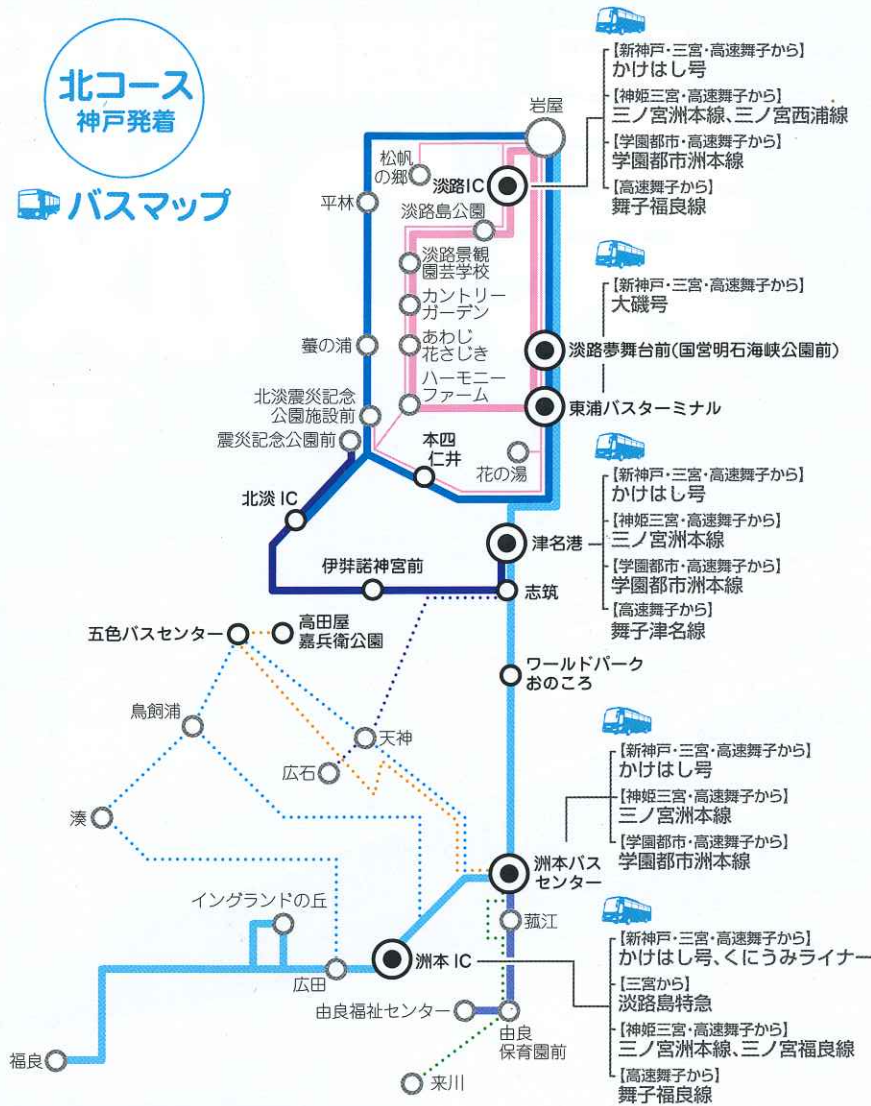 北コース
神戸発着
バスマップ
岩屋
松帆
の郷
淡路IC
平林
淡路島公園
淡路景観
園芸学校
カントリー
ガーデン
あわじ
花さじき
蟇の浦
ハーモニー
ファーム
淡路夢舞台前(国営明石海峡公園前)
東浦バスターミナル
北淡震災記念
公園施設前
震災記念公園前
本四
仁井
花の湯
北淡IC
津名港
伊弉諾神宮前
志筑
五色バスセンター
高田屋
嘉兵衛公園
ワールドパーク
おのころ
鳥飼浦
天神
広石
湊
洲本バス
センター
イングランドの丘
菰江
洲本IC
広田
由良福祉センター
由良
保育園前
福良
来川
【新神戸・三宮・高速舞子から】
かけはし号
【神姫三宮・高速舞子から】
三ノ宮洲本線、三ノ宮西浦線
【学園都市・高速舞子から】
学園都市洲本線
【高速舞子から】
舞子福良線
【新神戸・三宮・高速舞子から】
大磯号
【新神戸・三宮・高速舞子から】
かけはし号
【神姫三宮・高速舞子から】
三ノ宮洲本線
【学園都市・高速舞子から】
学園都市洲本線
【高速舞子から】
舞子津名線
【新神戸・三宮・高速舞子から】
かけはし号
【神姫三宮・高速舞子から】
三ノ宮洲本線
【学園都市・高速舞子から】
学園都市洲本線
【新神戸・三宮・高速舞子から】
かけはし号、くにうみライナー
【三宮から】
淡路島特急
【神姫三宮・高速舞子から】
三ノ宮洲本線、三ノ宮福良線
【高速舞子から】
舞子福良線